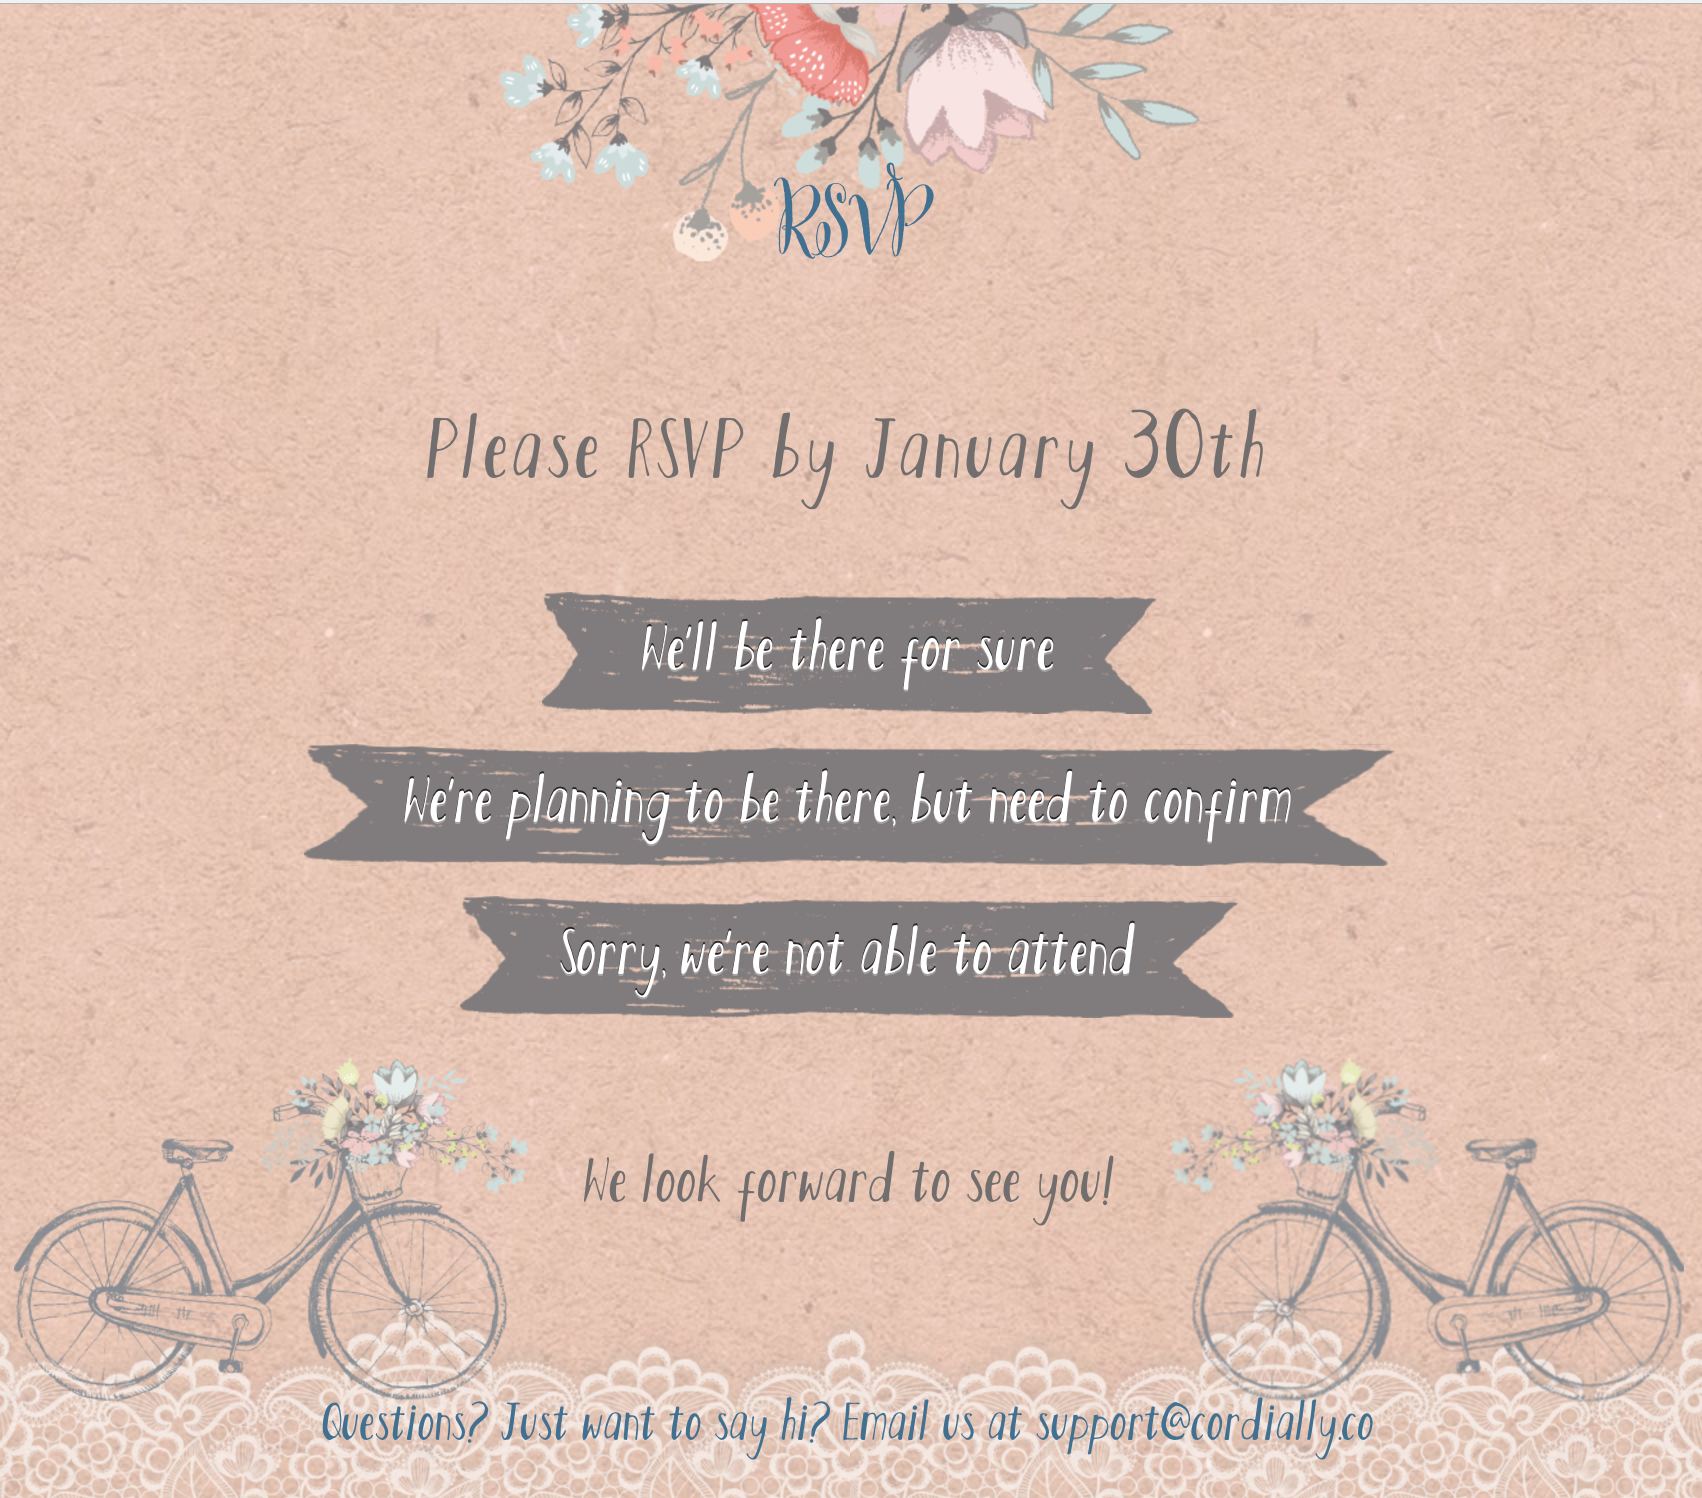 RSVP
Please RSVP by January 30th
We'll be there for sure
We're planning to be there, but need to confirm
Sorry, we're not able to attend
We look forward to see you!
Questions? Just want to say hi? Email us at support@cordially.co